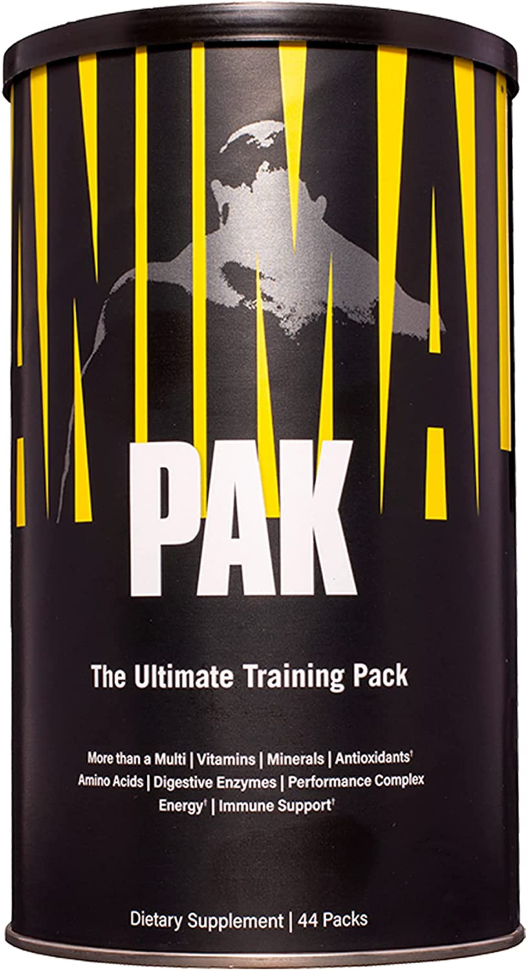 ANIMAL
PAK
The Ultimate Training Pack
More than a Multi | Vitamins | Minerals | Antioxidants†
Amino Acids | Digestive Enzymes | Performance Complex
Energy† | Immune Support†
Dietary Supplement | 44 Packs